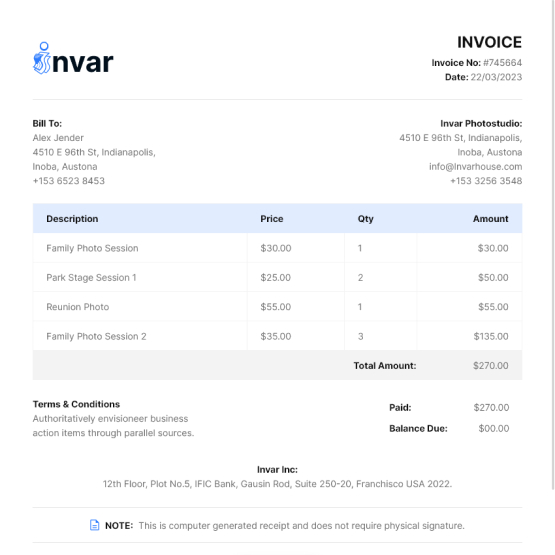 invar
INVOICE
Invoice No: #745664
Date: 22/03/2023
Bill To:
Alex Jender
4510 E 96th St, Indianapolis,
Inoba, Austona
+153 6523 8453
Invar Photostudio:
4510 E 96th St, Indianapolis,
Inoba, Austona
info@invarhouse.com
+153 3256 3548
Description Price Qty Amount
Family Photo Session $30.00 1 $30.00
Park Stage Session 1 $25.00 2 $50.00
Reunion Photo $55.00 1 $55.00
Family Photo Session 2 $35.00 3 $135.00
Total Amount: $270.00
Terms & Conditions
Authoritatively envisioneer business
action items through parallel sources.
Paid: $270.00
Balance Due: $00.00
Invar Inc:
12th Floor, Plot No.5, IFIC Bank, Gausin Rod, Suite 250-20, Franchisco USA 2022.
NOTE: This is computer generated receipt and does not require physical signature.